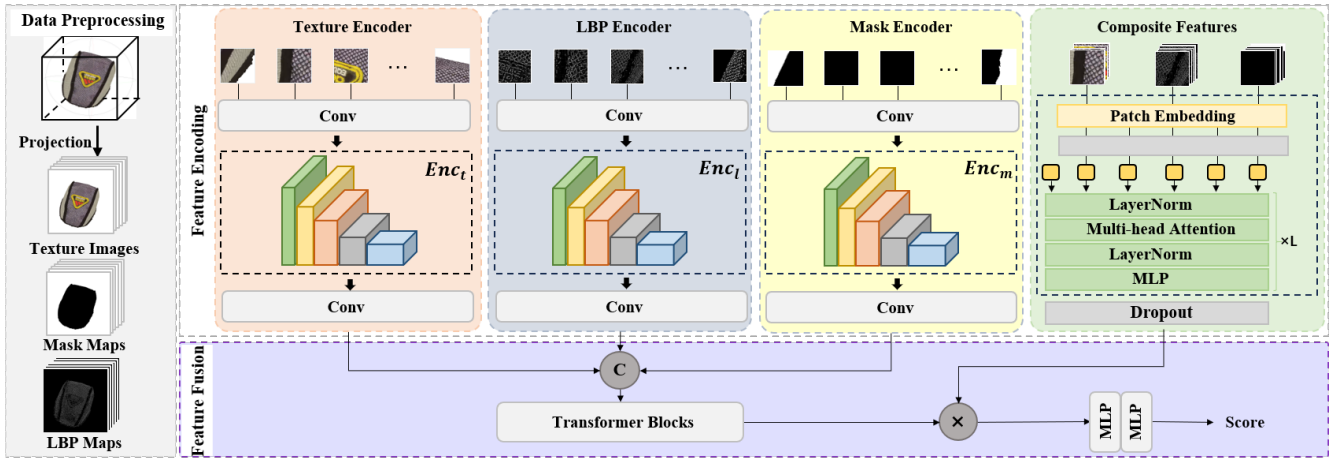 Data Preprocessing
Projection
Texture Images
Mask Maps
LBP Maps
Feature Encoding
Texture Encoder
...
Conv
Enc_t
Conv
LBP Encoder
...
Conv
Enc_l
Conv
Mask Encoder
...
Conv
Enc_m
Conv
Composite Features
Patch Embedding
LayerNorm
Multi-head Attention
LayerNorm
MLP
×L
Dropout
Feature Fusion
C
Transformer Blocks
×
MLP
MLP
Score